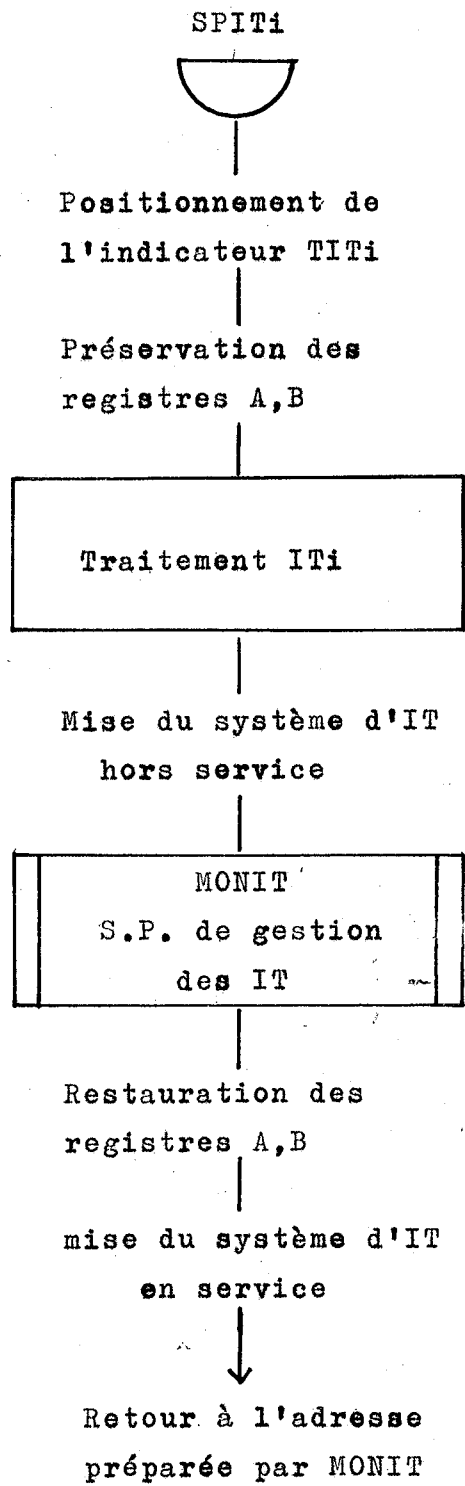 SPITi
Positionnement de
l'indicateur TITi
Préservation des
registres A,B
Traitement ITi
Mise du système d'IT
hors service
MONIT
S.P. de gestion
des IT
Restauration des
registres A,B
mise du système d'IT
en service
Retour à l'adresse
préparée par MONIT